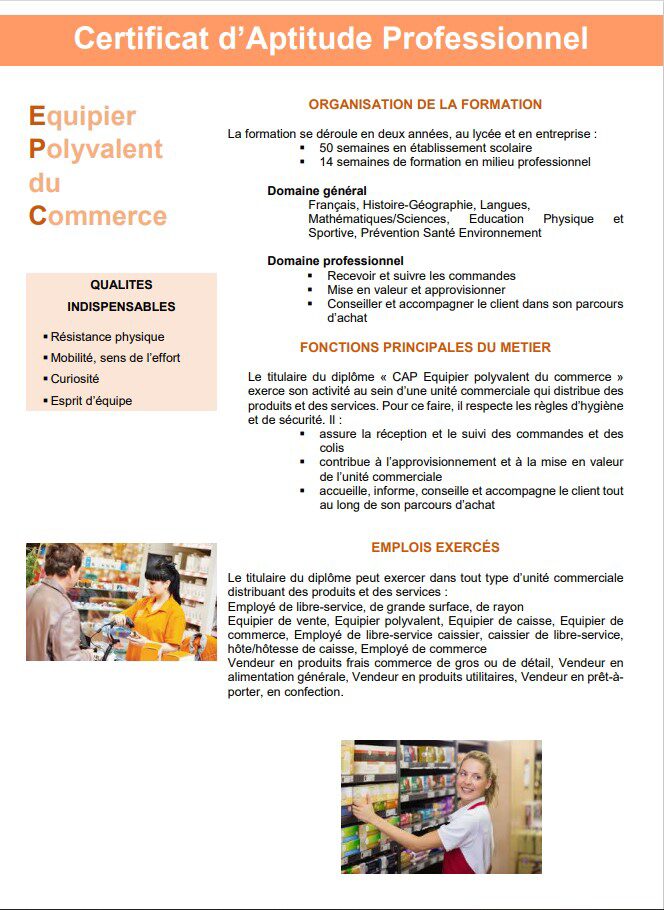 Certificat d’Aptitude Professionnel
Equipier
Polyvalent
du
Commerce
QUALITES
INDISPENSABLES
▪ Résistance physique
▪ Mobilité, sens de l’effort
▪ Curiosité
▪ Esprit d’équipe
ORGANISATION DE LA FORMATION
La formation se déroule en deux années, au lycée et en entreprise :
▪ 50 semaines en établissement scolaire
▪ 14 semaines de formation en milieu professionnel
Domaine général
Français, Histoire-Géographie, Langues,
Mathématiques/Sciences, Education Physique et
Sportive, Prévention Santé Environnement
Domaine professionnel
▪ Recevoir et suivre les commandes
▪ Mise en valeur et approvisionner
▪ Conseiller et accompagner le client dans son parcours
d’achat
FONCTIONS PRINCIPALES DU METIER
Le titulaire du diplôme « CAP Equipier polyvalent du commerce »
exerce son activité au sein d’une unité commerciale qui distribue des
produits et des services. Pour ce faire, il respecte les règles d’hygiène
et de sécurité. Il :
▪ assure la réception et le suivi des commandes et des
colis
▪ contribue à l’approvisionnement et à la mise en valeur
de l’unité commerciale
▪ accueille, informe, conseille et accompagne le client tout
au long de son parcours d’achat
EMPLOIS EXERCÉS
Le titulaire du diplôme peut exercer dans tout type d’unité commerciale
distribuant des produits et des services :
Employé de libre-service, de grande surface, de rayon
Equipier de vente, Equipier polyvalent, Equipier de caisse, Equipier de
commerce, Employé de libre-service caissier, caissier de libre-service,
hôte/hôtesse de caisse, Employé de commerce
Vendeur en produits frais commerce de gros ou de détail, Vendeur en
alimentation générale, Vendeur en produits utilitaires, Vendeur en prêt-à-
porter, en confection.